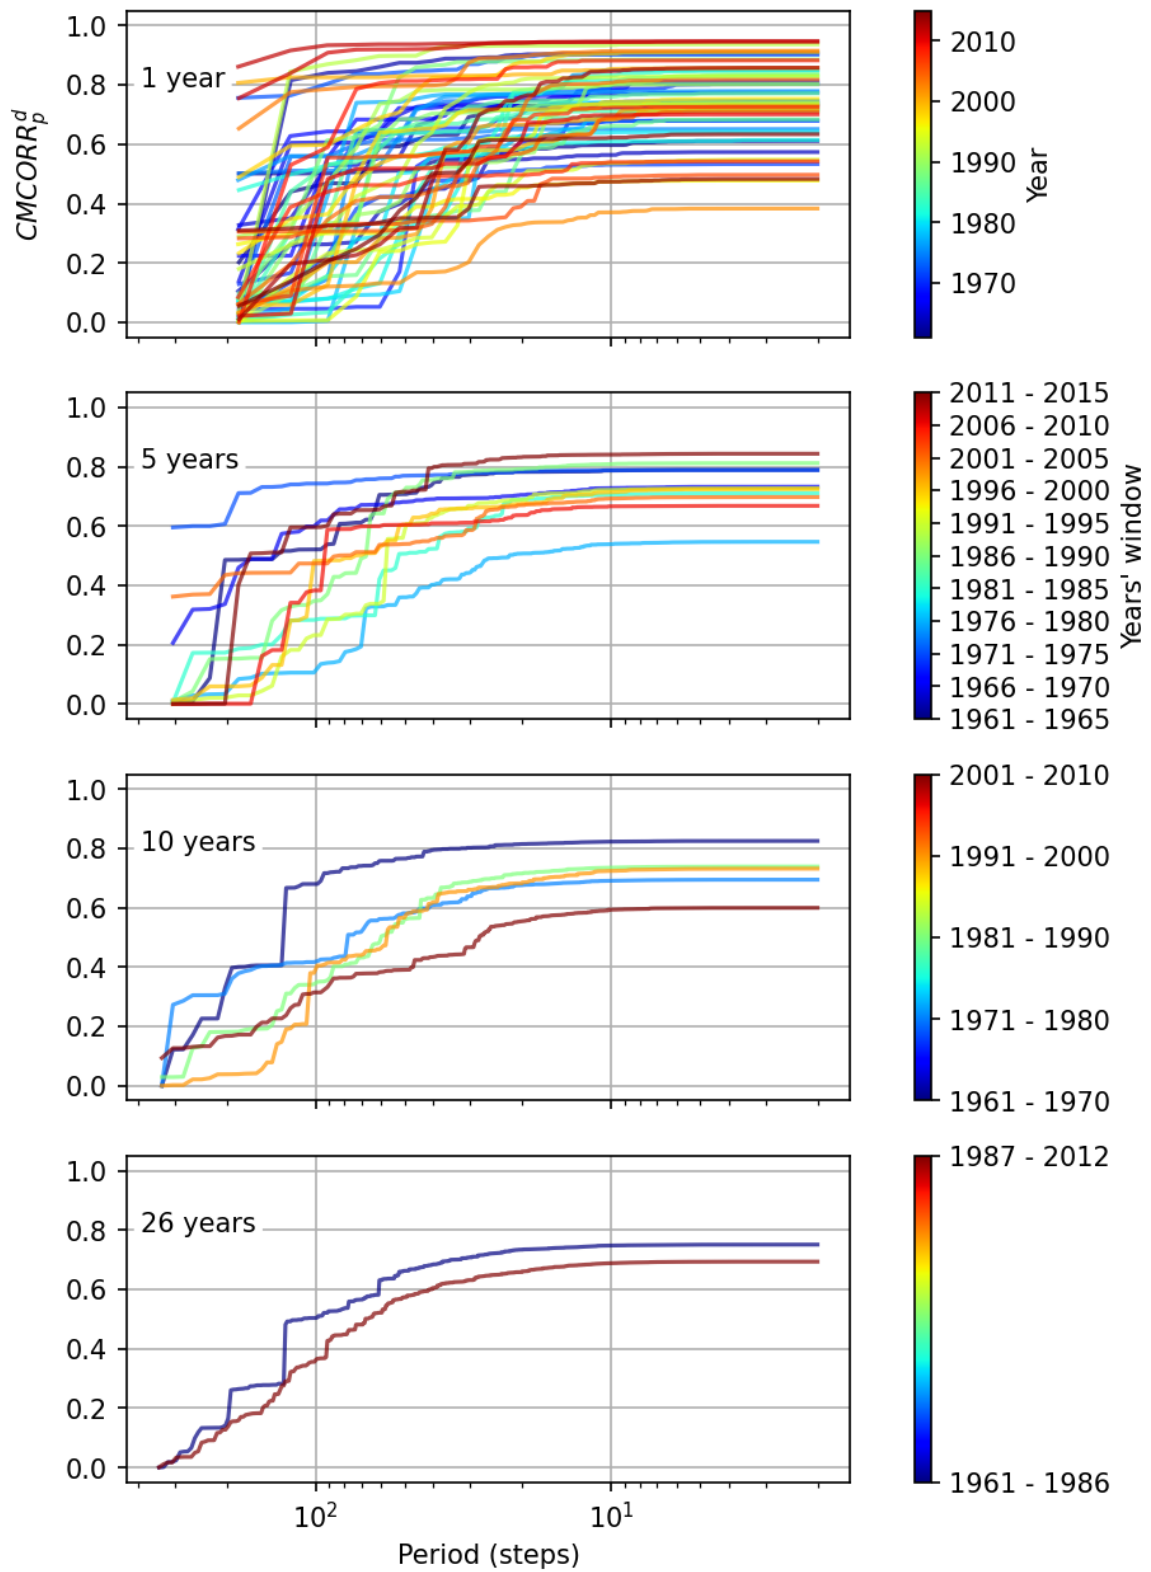 1.0
0.8
0.6
0.4
0.2
0.0
CMCORR_p^d
1 year
2010
2000
1990
1980
1970
Year
1.0
0.8
0.6
0.4
0.2
0.0
5 years
2011 - 2015
2006 - 2010
2001 - 2005
1996 - 2000
1991 - 1995
1986 - 1990
1981 - 1985
1976 - 1980
1971 - 1975
1966 - 1970
1961 - 1965
Years' window
1.0
0.8
0.6
0.4
0.2
0.0
10 years
2001 - 2010
1991 - 2000
1981 - 1990
1971 - 1980
1961 - 1970
1.0
0.8
0.6
0.4
0.2
0.0
26 years
1987 - 2012
1961 - 1986
10² 10¹
Period (steps)